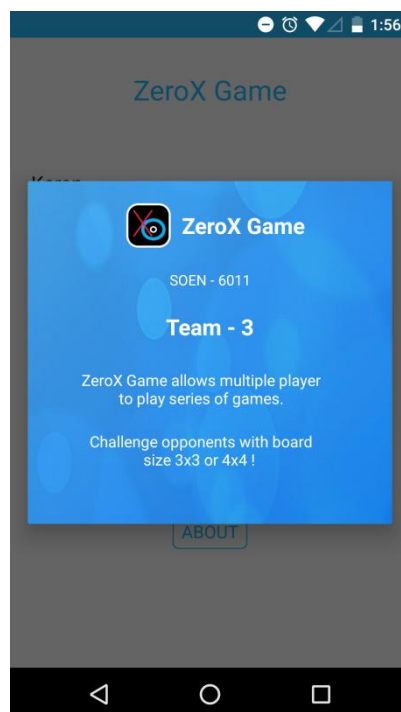 1:56
ZeroX Game
ZeroX Game
SOEN - 6011
Team - 3
ZeroX Game allows multiple player
to play series of games.
Challenge opponents with board
size 3x3 or 4x4 !
ABOUT